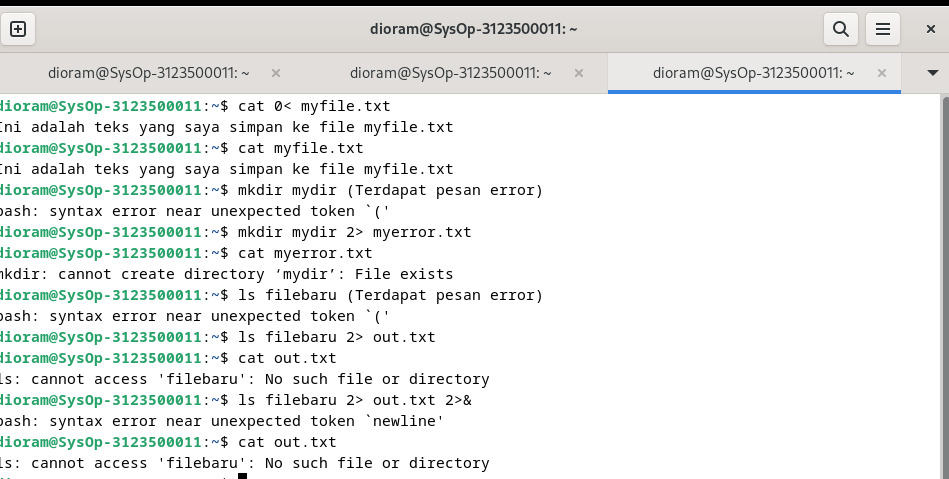 dioram@SysOp-3123500011: ~
dioram@SysOp-3123500011: ~ × dioram@SysOp-3123500011: ~ × dioram@SysOp-3123500011: ~ ×
dioram@SysOp-3123500011:~$ cat 0< myfile.txt
Ini adalah teks yang saya simpan ke file myfile.txt
dioram@SysOp-3123500011:~$ cat myfile.txt
Ini adalah teks yang saya simpan ke file myfile.txt
dioram@SysOp-3123500011:~$ mkdir mydir (Terdapat pesan error)
bash: syntax error near unexpected token `('
dioram@SysOp-3123500011:~$ mkdir mydir 2> myerror.txt
dioram@SysOp-3123500011:~$ cat myerror.txt
mkdir: cannot create directory ‘mydir’: File exists
dioram@SysOp-3123500011:~$ ls filebaru (Terdapat pesan error)
bash: syntax error near unexpected token `('
dioram@SysOp-3123500011:~$ ls filebaru 2> out.txt
dioram@SysOp-3123500011:~$ cat out.txt
ls: cannot access 'filebaru': No such file or directory
dioram@SysOp-3123500011:~$ ls filebaru 2> out.txt 2>&
bash: syntax error near unexpected token `newline'
dioram@SysOp-3123500011:~$ cat out.txt
ls: cannot access 'filebaru': No such file or directory